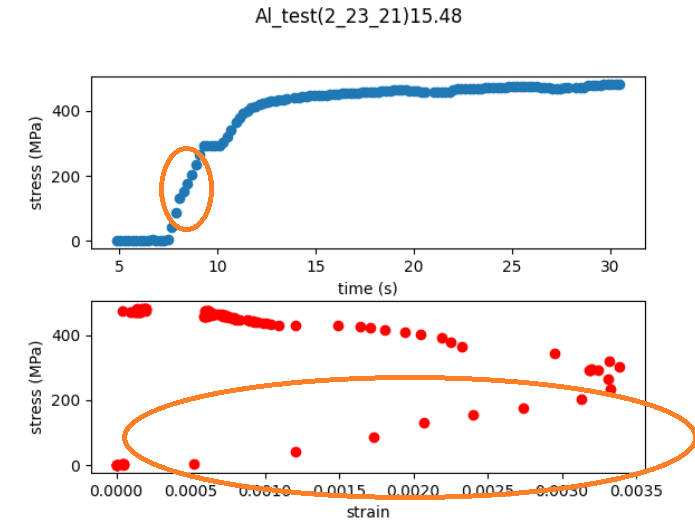 Al_test(2_23_21)15.48
400
200
0
stress (MPa)
5 10 15 20 25 30
time (s)
400
200
0
stress (MPa)
0.0000 0.0005 0.0010 0.0015 0.0020 0.0025 0.0030 0.0035
strain